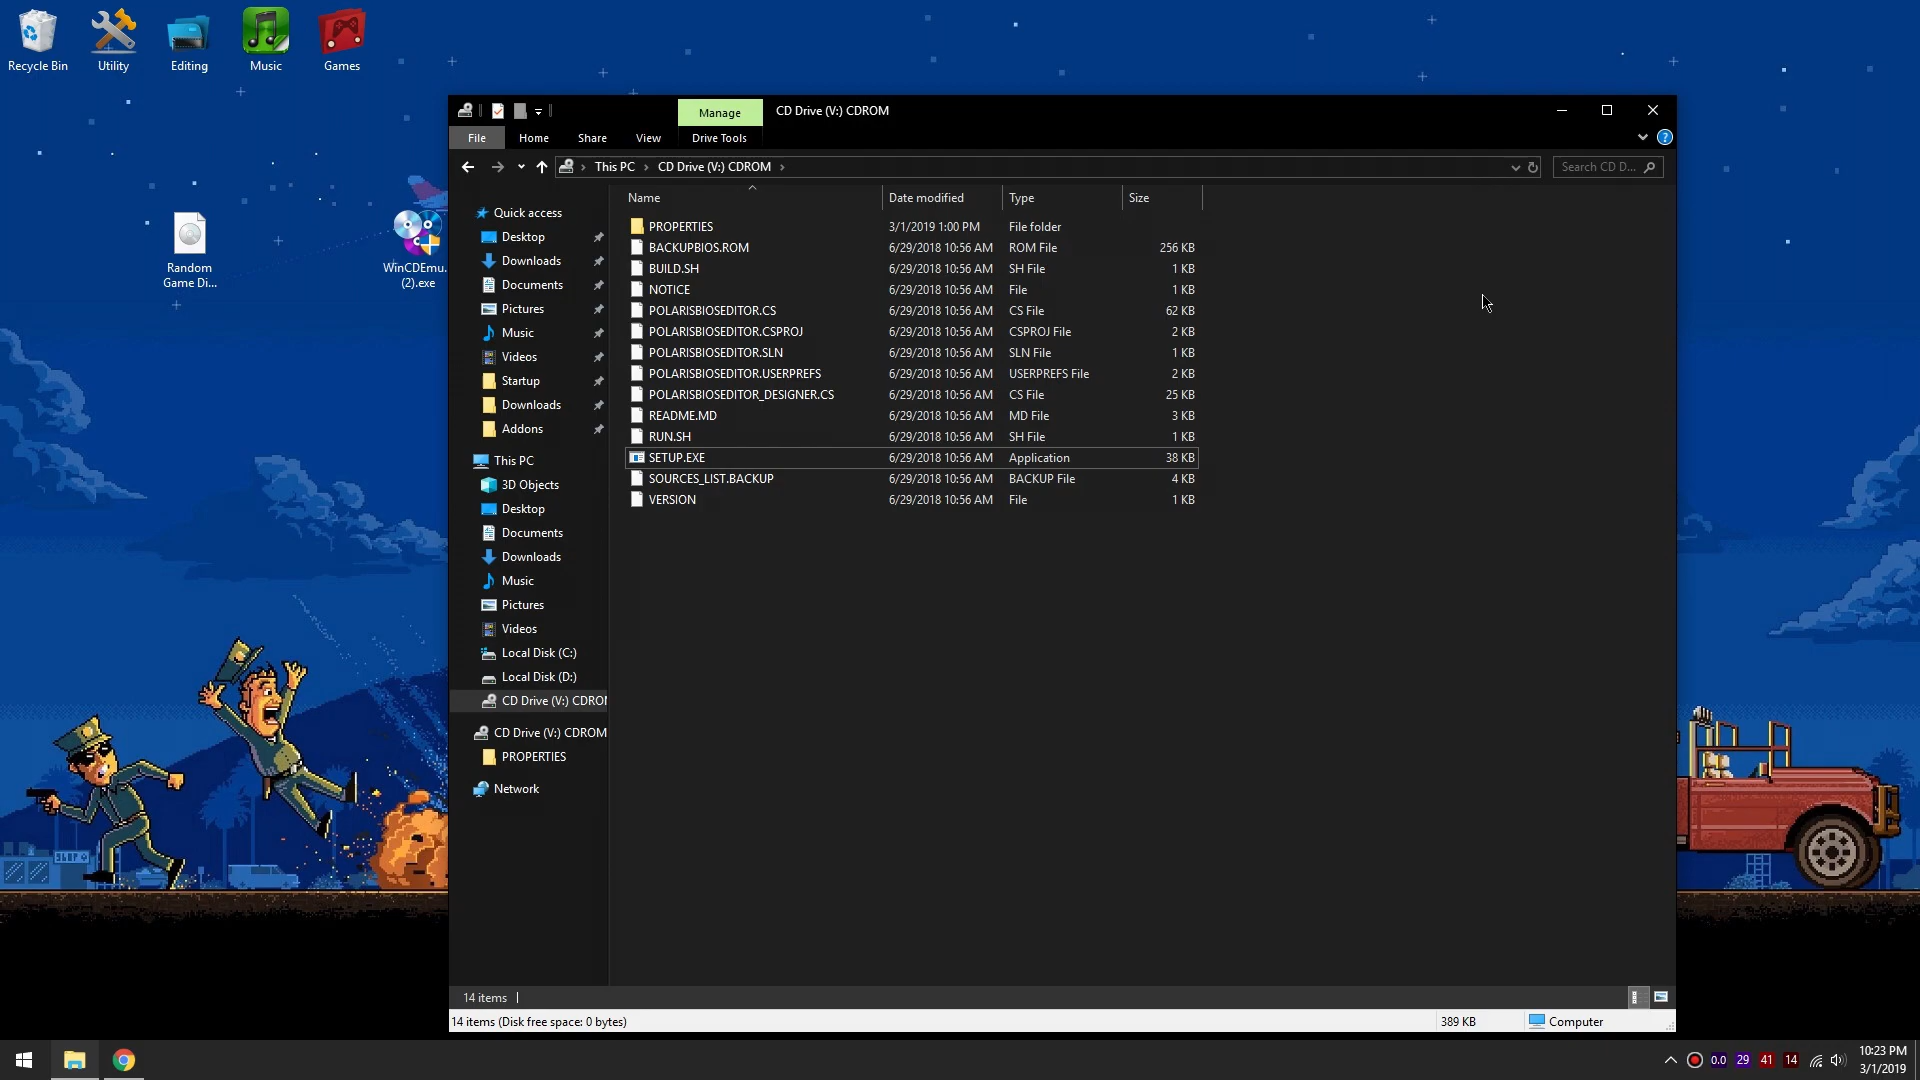 Recycle Bin
Utility
Editing
Music
Games
Random
Game Di...
WinCDEmu.
(2).exe
Manage
CD Drive (V:) CDROM
File
Home
Share
View
Drive Tools
This PC
CD Drive (V:) CDROM
Search CD D...
Name
Date modified
Type
Size
Quick access
Desktop
Downloads
Documents
Pictures
Music
Videos
Startup
Downloads
Addons
This PC
3D Objects
Desktop
Documents
Downloads
Music
Pictures
Videos
Local Disk (C:)
Local Disk (D:)
CD Drive (V:) CDROM
CD Drive (V:) CDROM
PROPERTIES
Network
PROPERTIES 3/1/2019 1:00 PM File folder
BACKUPBIOS.ROM 6/29/2018 10:56 AM ROM File 256 KB
BUILD.SH 6/29/2018 10:56 AM SH File 1 KB
NOTICE 6/29/2018 10:56 AM File 1 KB
POLARISBIOSEDITOR.CS 6/29/2018 10:56 AM CS File 62 KB
POLARISBIOSEDITOR.CSPROJ 6/29/2018 10:56 AM CSPROJ File 2 KB
POLARISBIOSEDITOR.SLN 6/29/2018 10:56 AM SLN File 1 KB
POLARISBIOSEDITOR.USERPREFS 6/29/2018 10:56 AM USERPREFS File 2 KB
POLARISBIOSEDITOR_DESIGNER.CS 6/29/2018 10:56 AM CS File 25 KB
README.MD 6/29/2018 10:56 AM MD File 3 KB
RUN.SH 6/29/2018 10:56 AM SH File 1 KB
SETUP.EXE 6/29/2018 10:56 AM Application 38 KB
SOURCES_LIST.BACKUP 6/29/2018 10:56 AM BACKUP File 4 KB
VERSION 6/29/2018 10:56 AM File 1 KB
14 items
14 items (Disk free space: 0 bytes)
389 KB
Computer
0.0
29
41
14
10:23 PM
3/1/2019